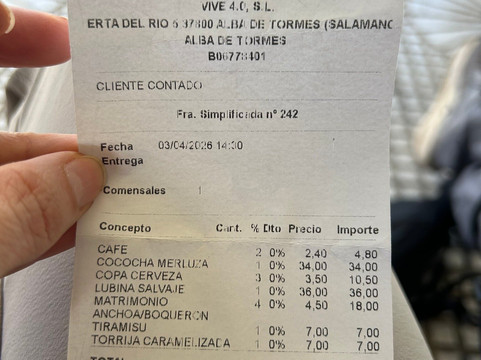 VIVE 4.0, S.L.
ERTA DEL RIO 5 37800 ALBA DE TORMES (SALAMANC
ALBA DE TORMES
B06778401
CLIENTE CONTADO
Fra. Simplificada nº 242
Fecha 03/04/2026 14:30
Entrega
Comensales 1
Concepto Cant. % Dto Precio Importe
CAFE 2 0% 2,40 4,80
COCOCHA MERLUZA 1 0% 34,00 34,00
COPA CERVEZA 3 0% 3,50 10,50
LUBINA SALVAJE 1 0% 36,00 36,00
MATRIMONIO 4 0% 4,50 18,00
ANCHOA/BOQUERON
TIRAMISU 1 0% 7,00 7,00
TORRIJA CARAMELIZADA 1 0% 7,00 7,00